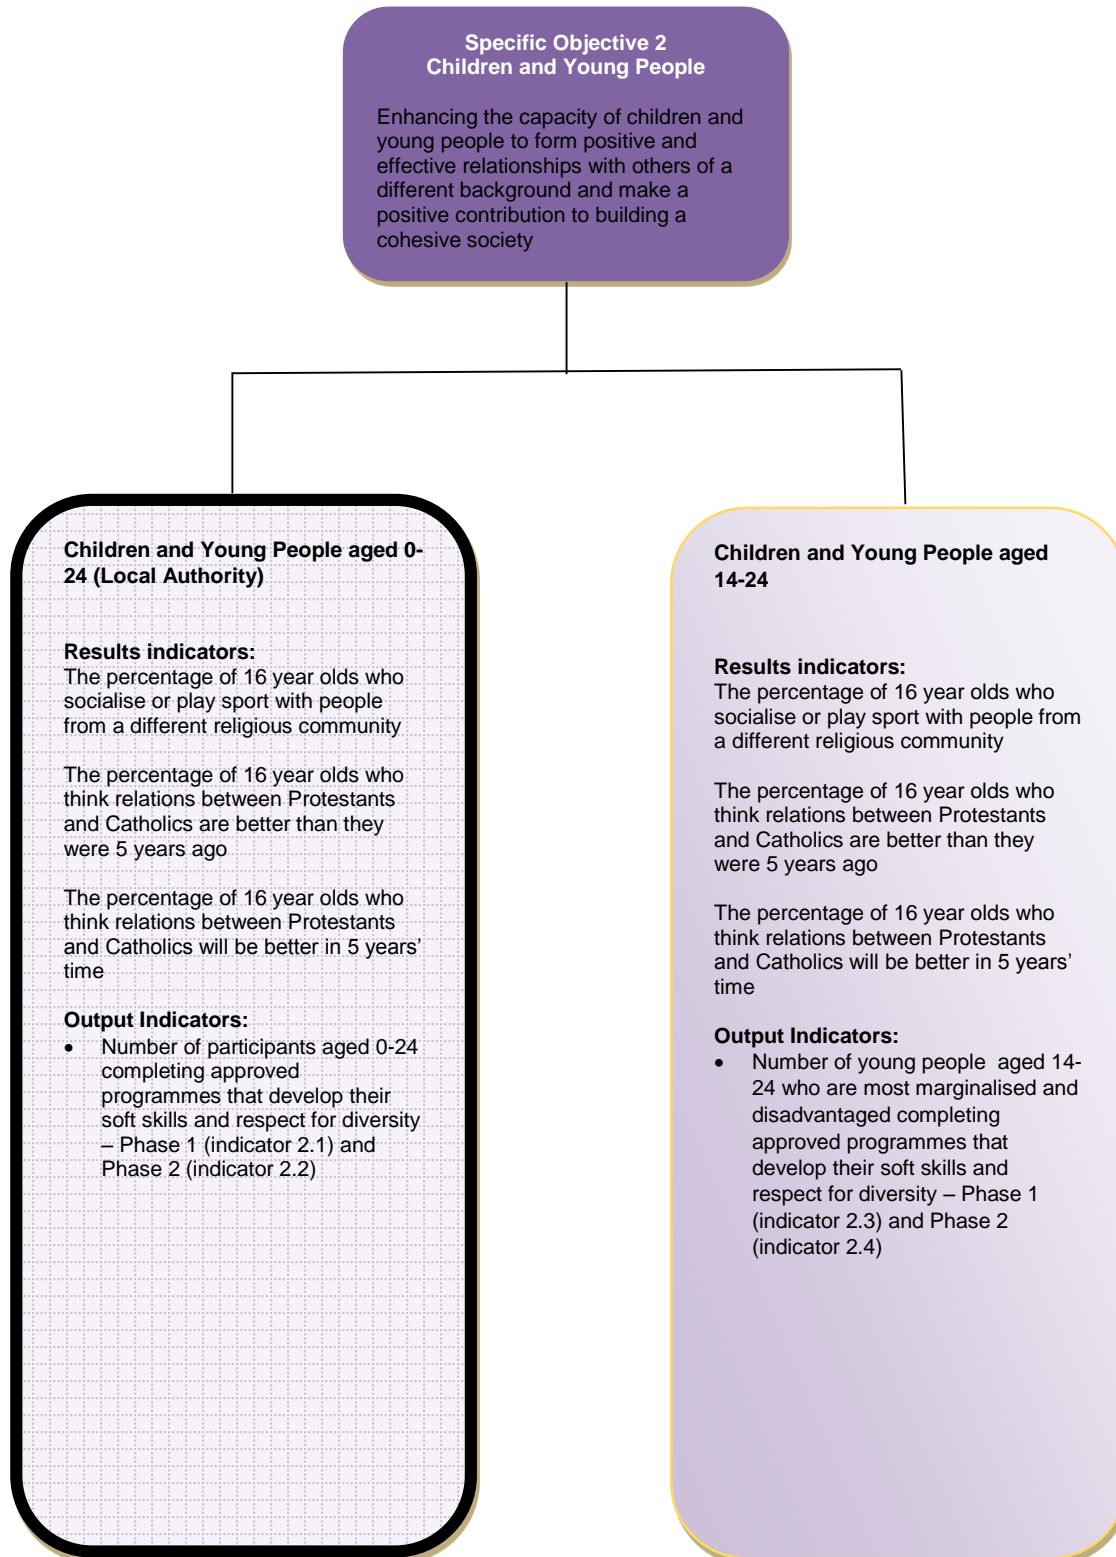 Specific Objective 2
Children and Young People
Enhancing the capacity of children and
young people to form positive and
effective relationships with others of a
different background and make a
positive contribution to building a
cohesive society
Children and Young People aged 0-
24 (Local Authority)
Results indicators:
The percentage of 16 year olds who
socialise or play sport with people
from a different religious community
The percentage of 16 year olds who
think relations between Protestants
and Catholics are better than they
were 5 years ago
The percentage of 16 year olds who
think relations between Protestants
and Catholics will be better in 5 years’
time
Output Indicators:
• Number of participants aged 0-24
completing approved
programmes that develop their
soft skills and respect for diversity
– Phase 1 (indicator 2.1) and
Phase 2 (indicator 2.2)
Children and Young People aged
14-24
Results indicators:
The percentage of 16 year olds who
socialise or play sport with people from
a different religious community
The percentage of 16 year olds who
think relations between Protestants
and Catholics are better than they
were 5 years ago
The percentage of 16 year olds who
think relations between Protestants
and Catholics will be better in 5 years’
time
Output Indicators:
• Number of young people aged 14-
24 who are most marginalised and
disadvantaged completing
approved programmes that
develop their soft skills and
respect for diversity – Phase 1
(indicator 2.3) and Phase 2
(indicator 2.4)